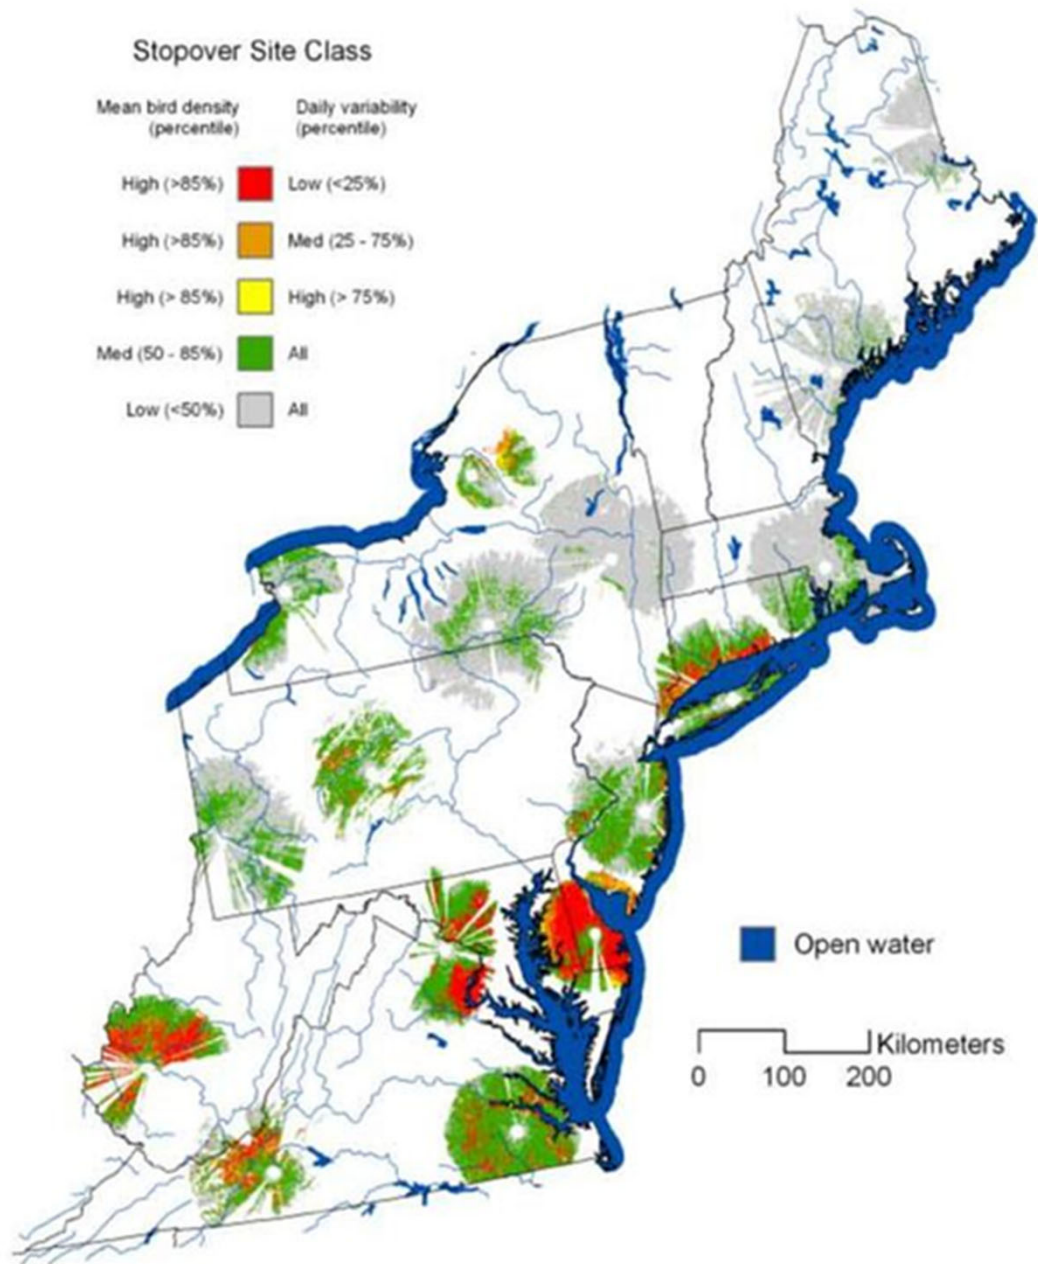 Stopover Site Class
Mean bird density
(percentile)
Daily variability
(percentile)
High (>85%) Low (<25%)
High (>85%) Med (25 - 75%)
High (> 85%) High (> 75%)
Med (50 - 85%) All
Low (<50%) All
Open water
Kilometers
0 100 200